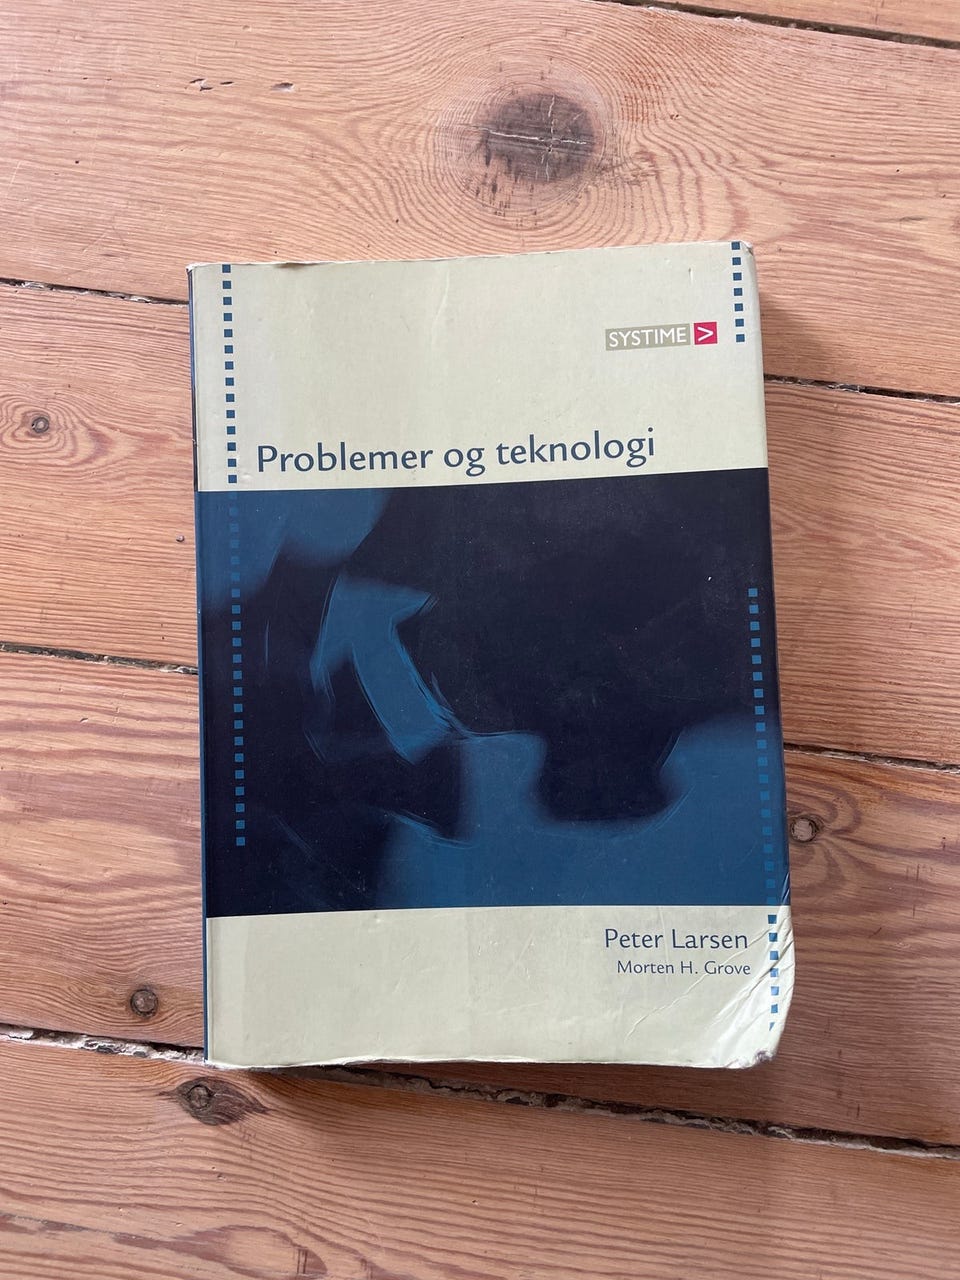 SYSTIME >
Problemer og teknologi
Peter Larsen
Morten H. Grove